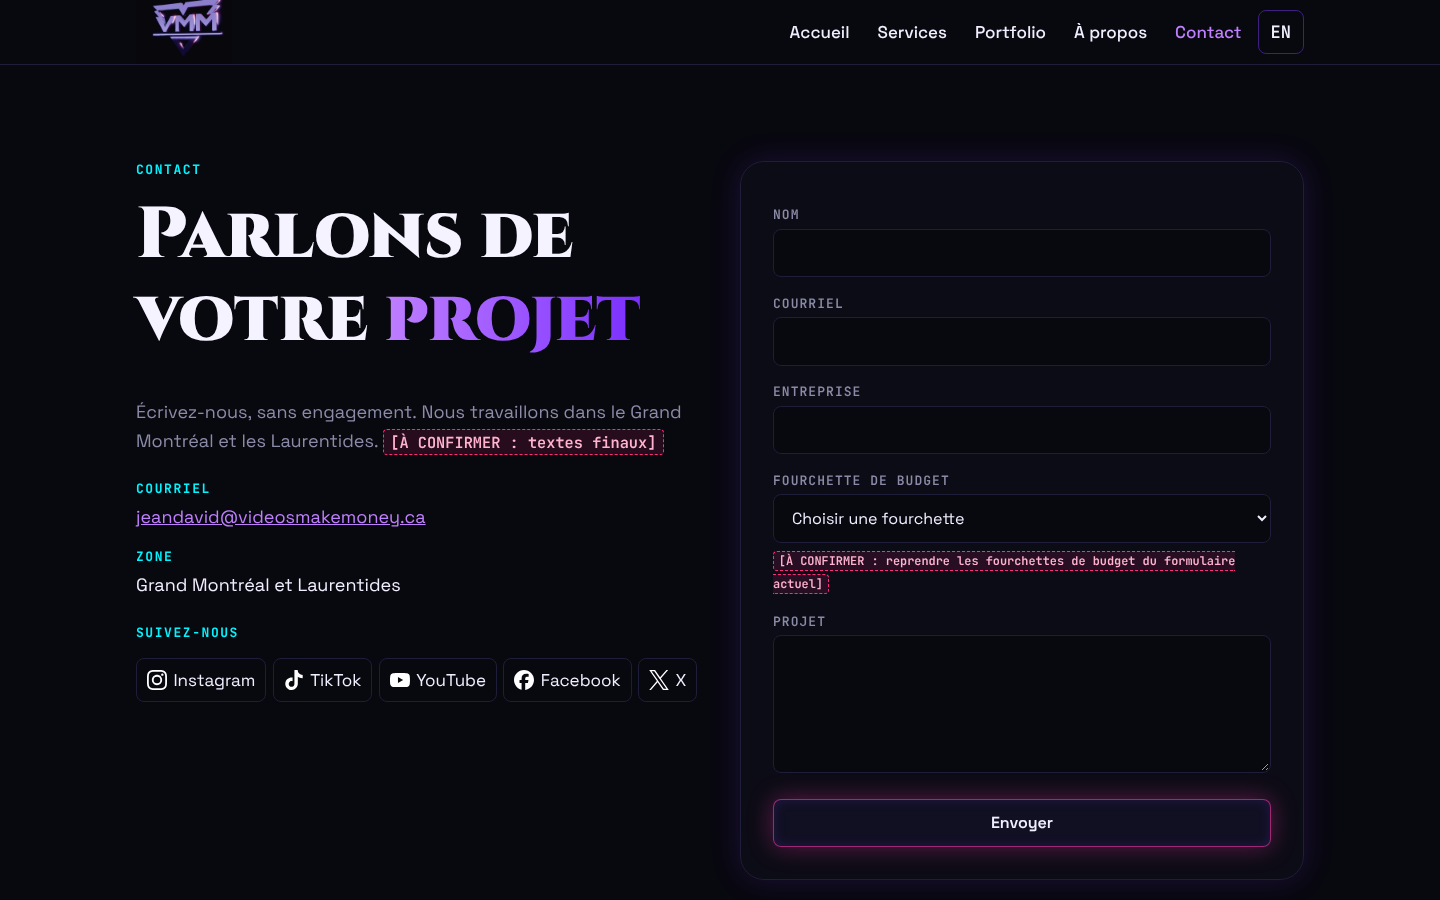 VMM
Accueil Services Portfolio À propos Contact EN
CONTACT
PARLONS DE
VOTRE PROJET
Écrivez-nous, sans engagement. Nous travaillons dans le Grand
Montréal et les Laurentides. [À CONFIRMER : textes finaux]
COURRIEL
jeandavid@videosmakemoney.ca
ZONE
Grand Montréal et Laurentides
SUIVEZ-NOUS
Instagram TikTok YouTube Facebook X
NOM
COURRIEL
ENTREPRISE
FOURCHETTE DE BUDGET
Choisir une fourchette
[À CONFIRMER : reprendre les fourchettes de budget du formulaire
actuel]
PROJET
Envoyer